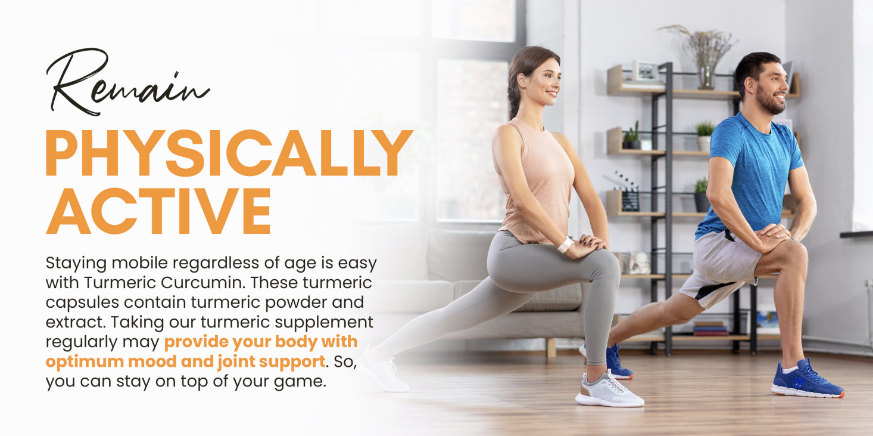 Remain
PHYSICALLY
ACTIVE
Staying mobile regardless of age is easy
with Turmeric Curcumin. These turmeric
capsules contain turmeric powder and
extract. Taking our turmeric supplement
regularly may provide your body with
optimum mood and joint support. So,
you can stay on top of your game.